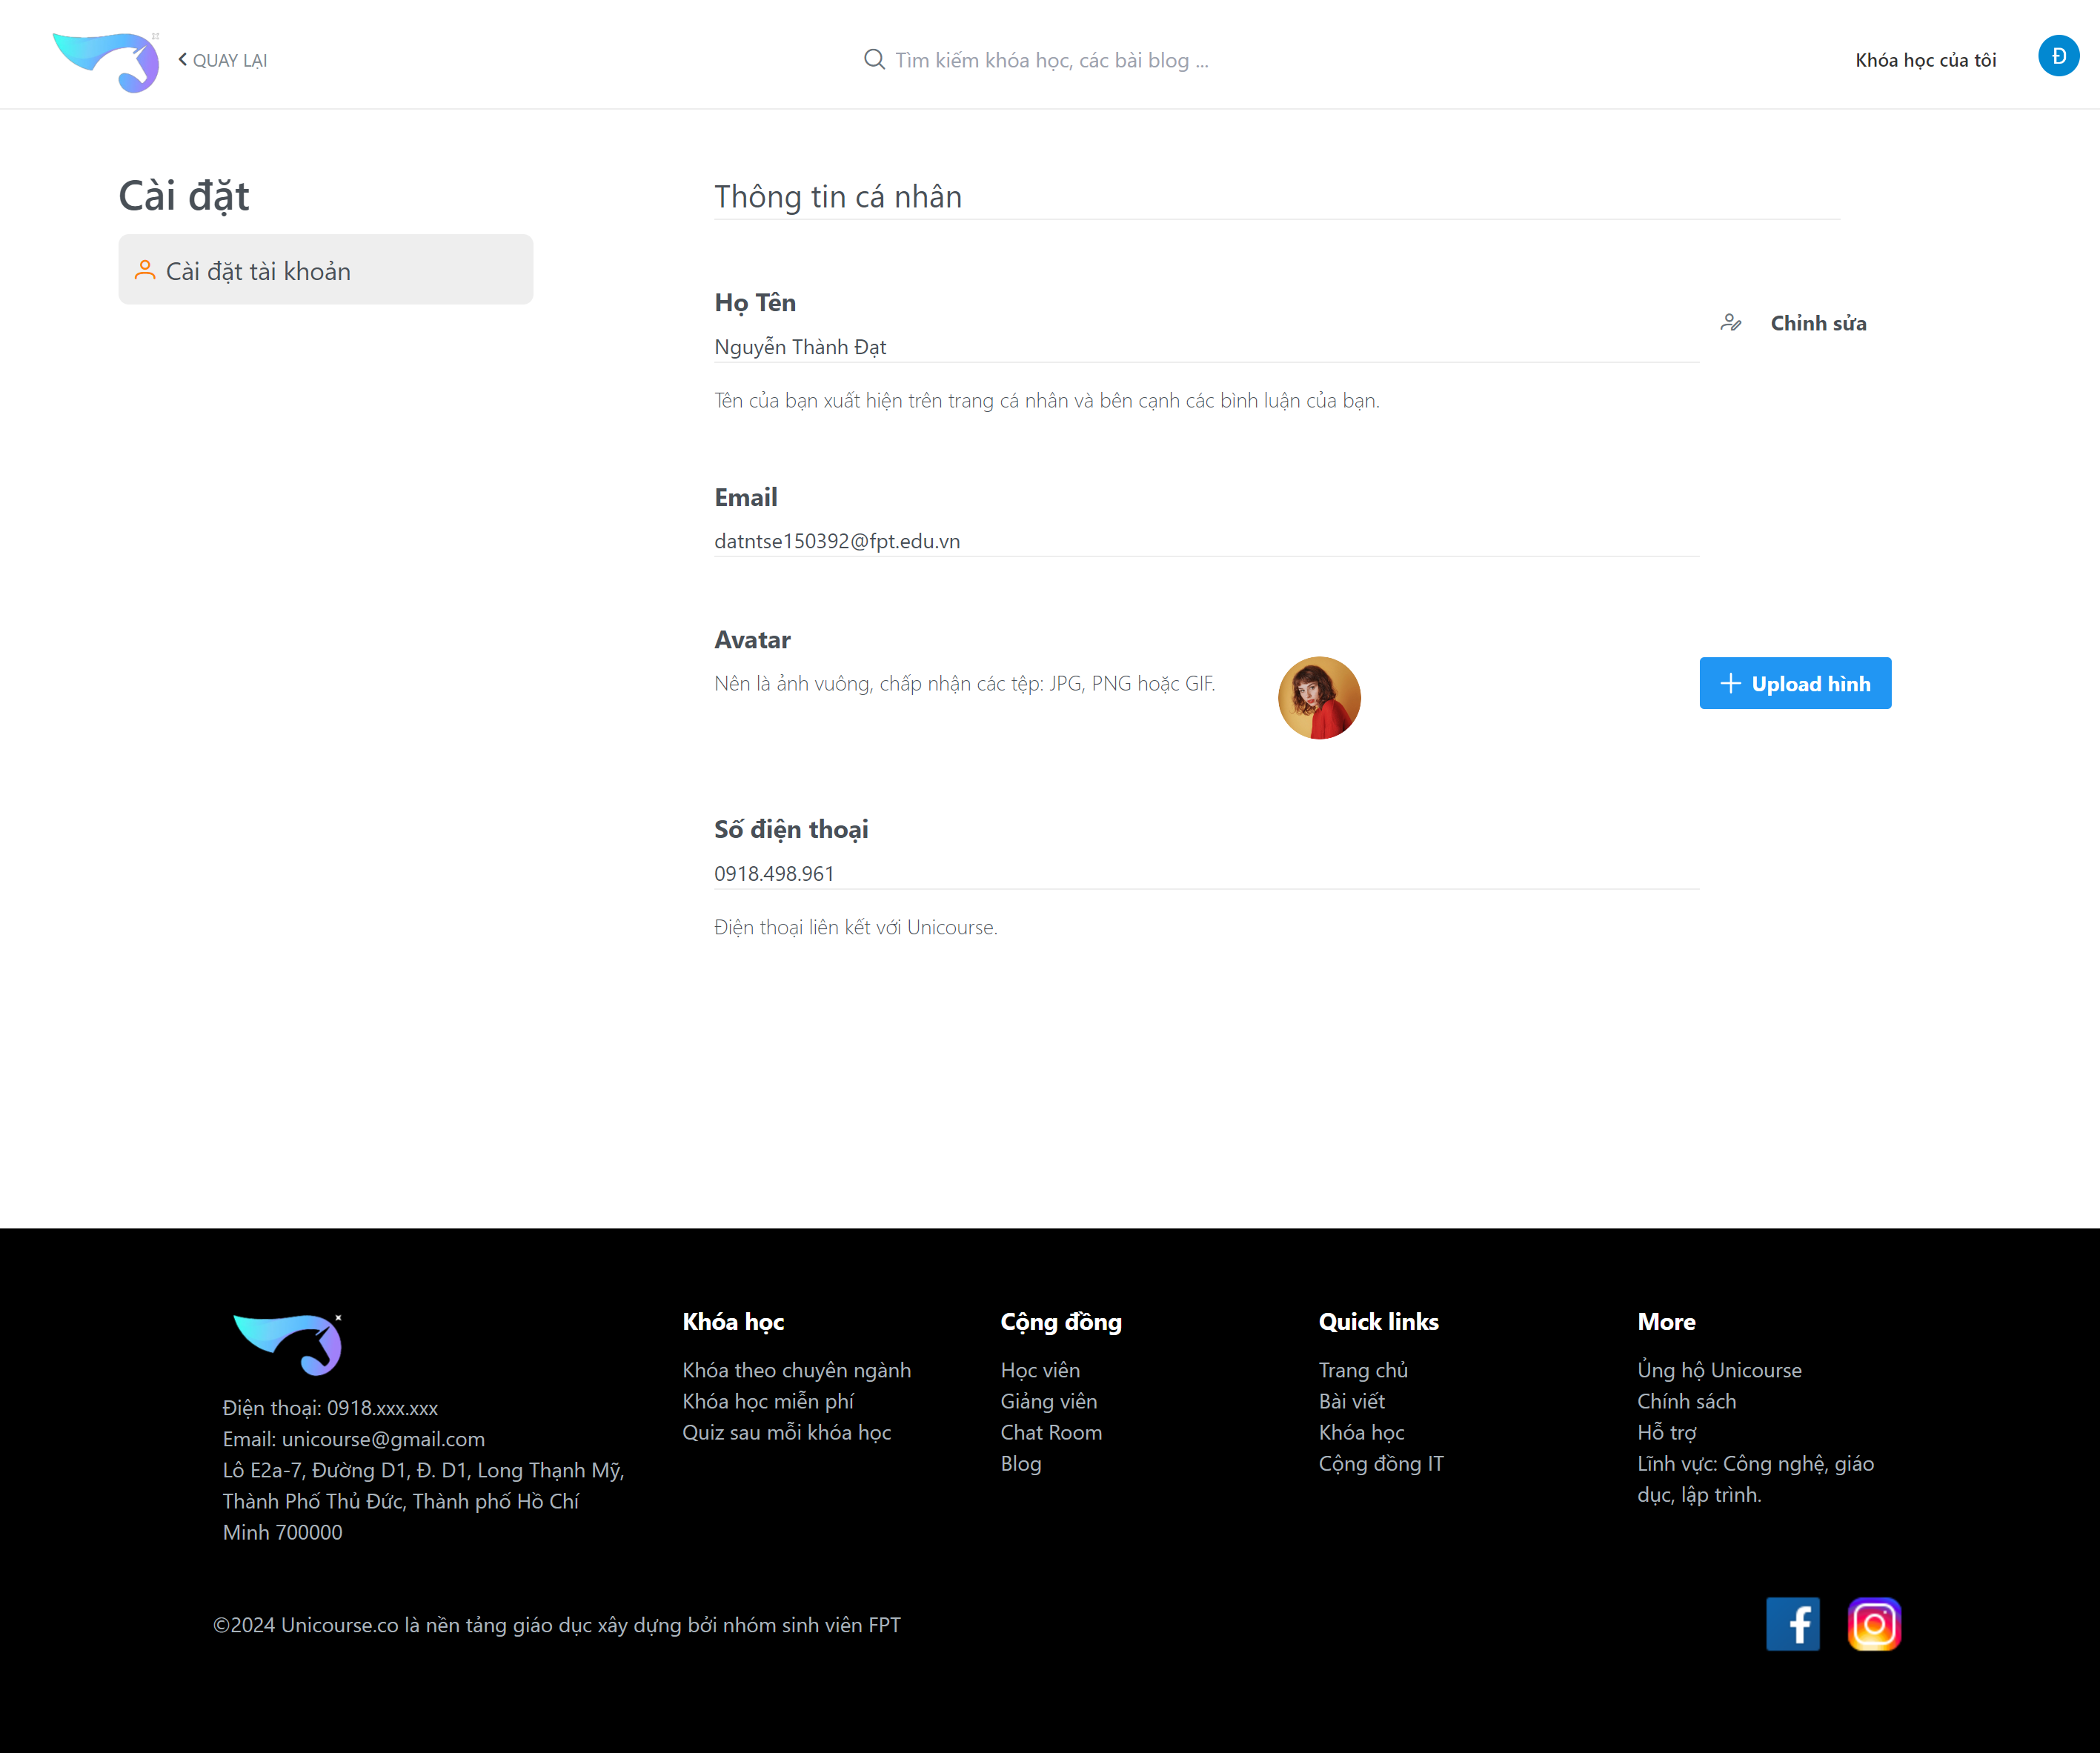 QUAY LẠI
Tìm kiếm khóa học, các bài blog ...
Khóa học của tôi
Đ
Cài đặt
Cài đặt tài khoản
Thông tin cá nhân
Họ Tên
Nguyễn Thành Đạt
Chỉnh sửa
Tên của bạn xuất hiện trên trang cá nhân và bên cạnh các bình luận của bạn.
Email
datntse150392@fpt.edu.vn
Avatar
Nên là ảnh vuông, chấp nhận các tệp: JPG, PNG hoặc GIF.
Upload hình
Số điện thoại
0918.498.961
Điện thoại liên kết với Unicourse.
Điện thoại: 0918.xxx.xxx
Email: unicourse@gmail.com
Lô E2a-7, Đường D1, Đ. D1, Long Thạnh Mỹ,
Thành Phố Thủ Đức, Thành phố Hồ Chí
Minh 700000
Khóa học
Khóa theo chuyên ngành
Khóa học miễn phí
Quiz sau mỗi khóa học
Cộng đồng
Học viên
Giảng viên
Chat Room
Blog
Quick links
Trang chủ
Bài viết
Khóa học
Cộng đồng IT
More
Ủng hộ Unicourse
Chính sách
Hỗ trợ
Lĩnh vực: Công nghệ, giáo
dục, lập trình.
©2024 Unicourse.co là nền tảng giáo dục xây dựng bởi nhóm sinh viên FPT